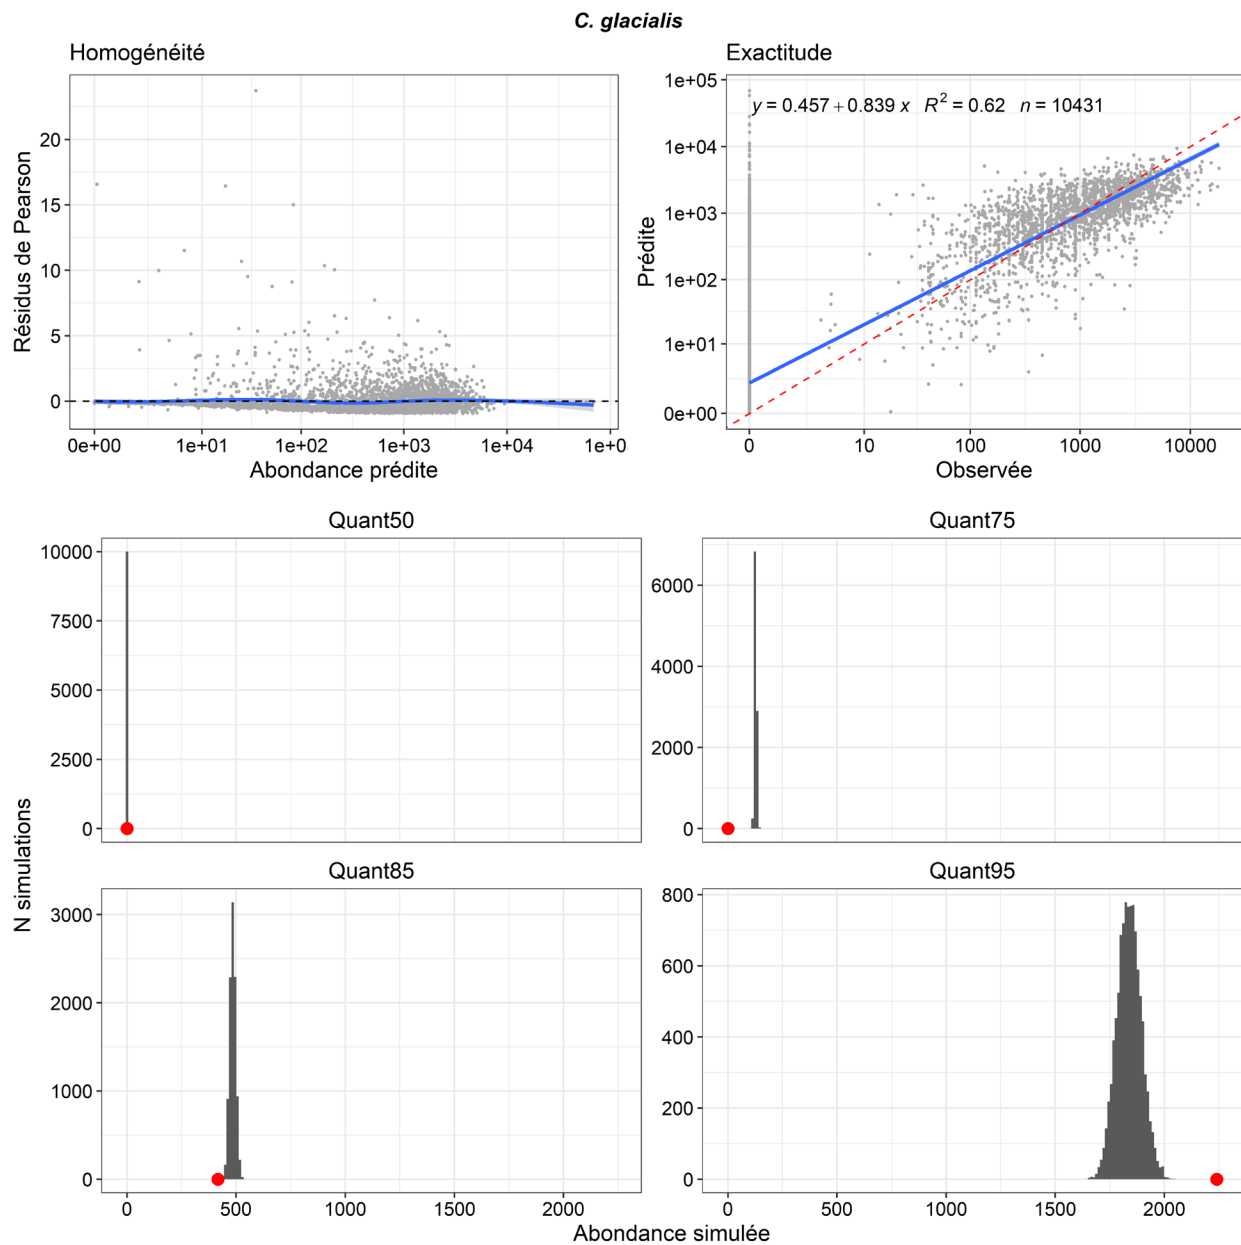 C. glacialis
Homogénéité
Exactitude
20
15
10
5
0
Résidus de Pearson
0e+00 1e+01 1e+02 1e+03 1e+04 1e+0
Abondance prédite
1e+05
1e+04
1e+03
1e+02
1e+01
0e+00
Prédite
y = 0.457 + 0.839 x R² = 0.62 n = 10431
0 10 100 1000 10000
Observée
Quant50
10000
7500
5000
2500
0
Quant75
6000
4000
2000
0
N simulations
Quant85
3000
2000
1000
0
0 500 1000 1500 2000
Quant95
800
600
400
200
0
0 500 1000 1500 2000
Abondance simulée